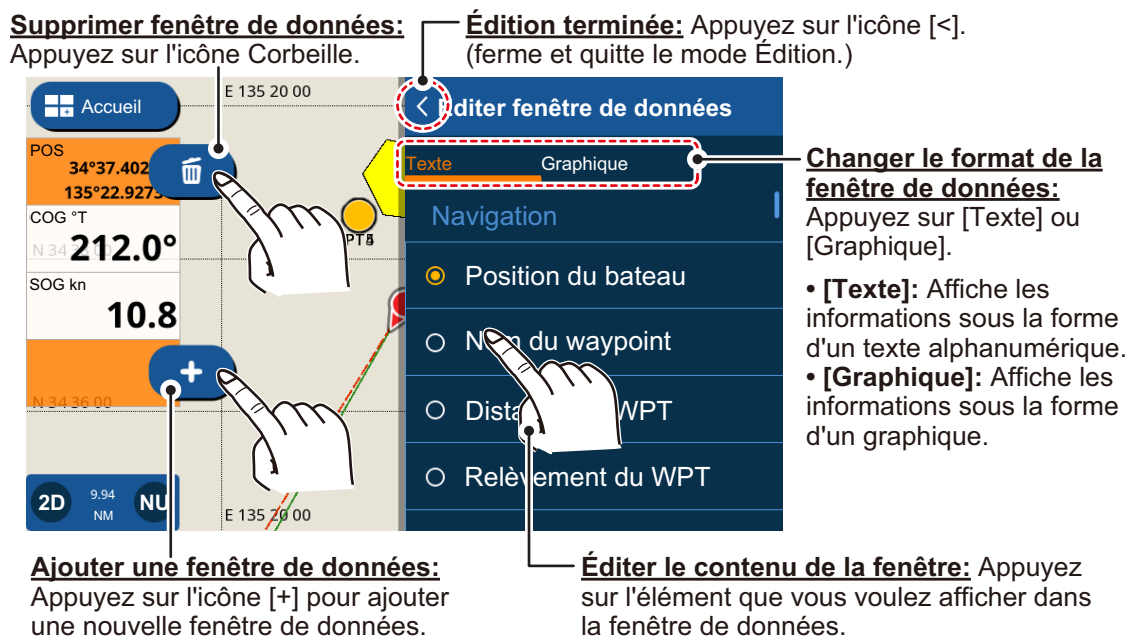 Supprimer fenêtre de données:
Appuyez sur l'icône Corbeille.
Édition terminée: Appuyez sur l'icône [<].
(ferme et quitte le mode Édition.)
Accueil
E 135 20 00
POS
34°37.402
135°22.927
COG °T
212.0°
N 34
SOG kn
10.8
N 34 36 00
2D
9.94
NM
NU
E 135 20 00
< Editer fenêtre de données
Texte
Graphique
Navigation
Position du bateau
du waypoint
WPT
Relèvement du WPT
Changer le format de la
fenêtre de données:
Appuyez sur [Texte] ou
[Graphique].
• [Texte]: Affiche les
informations sous la forme
d'un texte alphanumérique.
• [Graphique]: Affiche les
informations sous la forme
d'un graphique.
Ajouter une fenêtre de données:
Appuyez sur l'icône [+] pour ajouter
une nouvelle fenêtre de données.
Éditer le contenu de la fenêtre: Appuyez
sur l'élément que vous voulez afficher dans
la fenêtre de données.